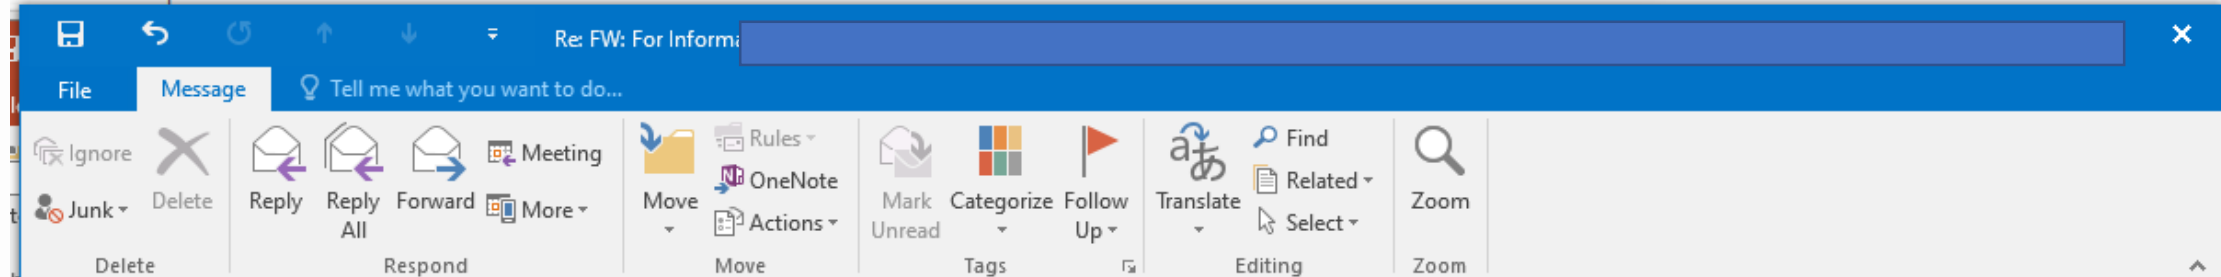 Re: FW: For Informa
File Message Tell me what you want to do...
Ignore
Junk
Delete
Delete
Reply
Reply
All
Forward
Meeting
More
Respond
Move
Rules
OneNote
Actions
Move
Mark
Unread
Categorize
Follow
Up
Tags
Translate
Find
Related
Select
Editing
Zoom
Zoom